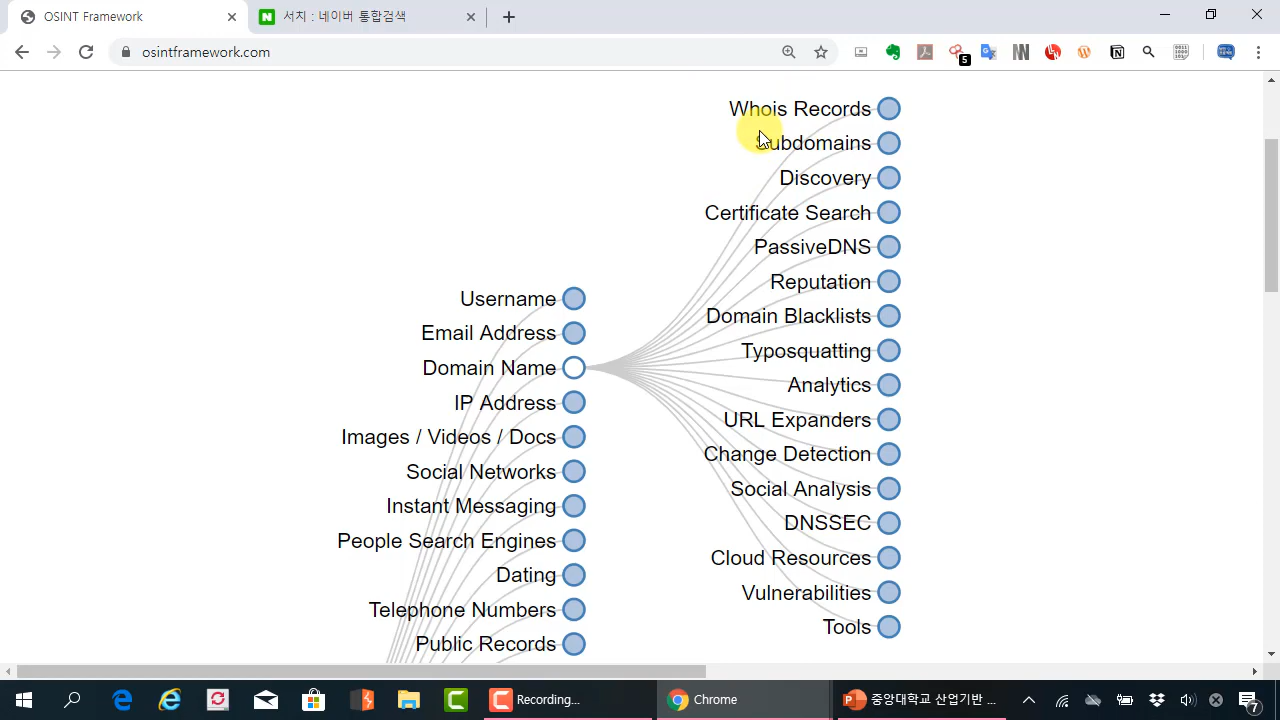 OSINT Framework
서치 : 네이버 통합검색
osintframework.com
5
Whois Records
Subdomains
Discovery
Certificate Search
PassiveDNS
Reputation
Domain Blacklists
Typosquatting
Analytics
URL Expanders
Change Detection
Social Analysis
DNSSEC
Cloud Resources
Vulnerabilities
Tools
Username
Email Address
Domain Name
IP Address
Images / Videos / Docs
Social Networks
Instant Messaging
People Search Engines
Dating
Telephone Numbers
Public Records
Recording...
Chrome
중앙대학교 산업기반 ...
7